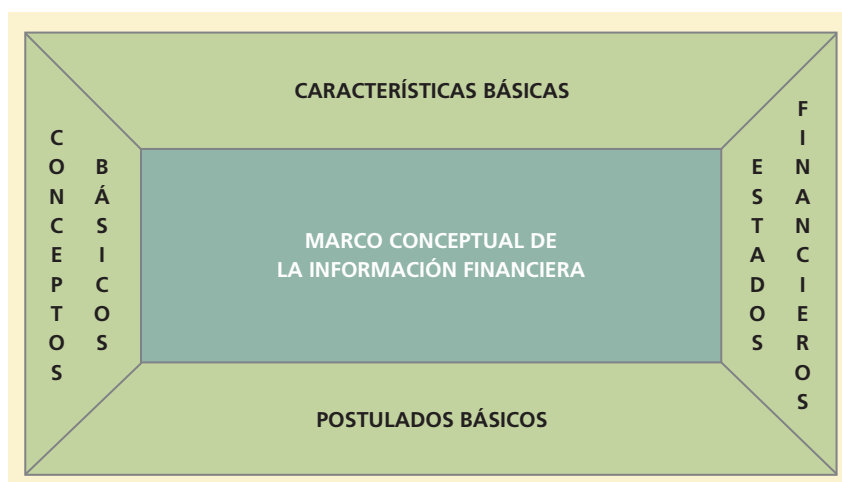 CARACTERÍSTICAS BÁSICAS
CONCEPTOS
BÁSICOS
MARCO CONCEPTUAL DE
LA INFORMACIÓN FINANCIERA
ESTADOS
FINANCIEROS
POSTULADOS BÁSICOS